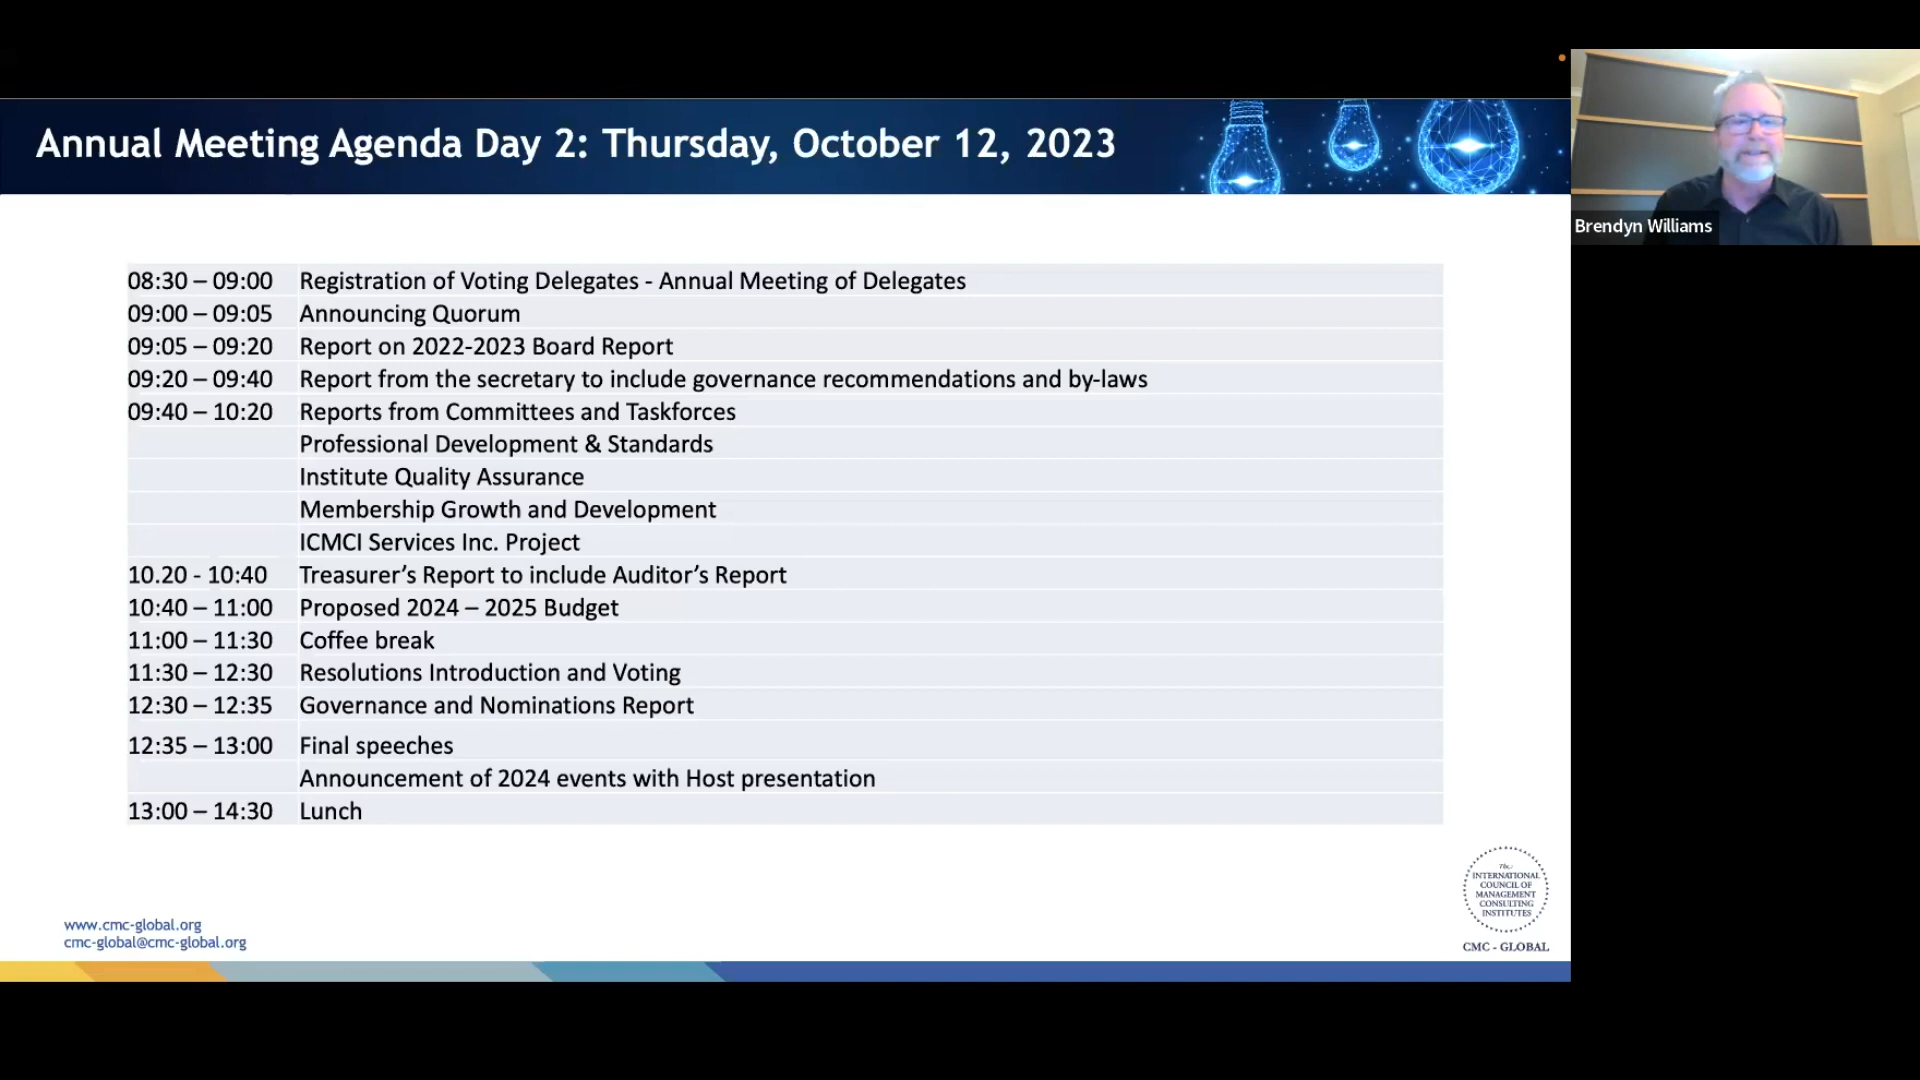 Annual Meeting Agenda Day 2: Thursday, October 12, 2023
Brendyn Williams
08:30 – 09:00 Registration of Voting Delegates - Annual Meeting of Delegates
09:00 – 09:05 Announcing Quorum
09:05 – 09:20 Report on 2022-2023 Board Report
09:20 – 09:40 Report from the secretary to include governance recommendations and by-laws
09:40 – 10:20 Reports from Committees and Taskforces
Professional Development & Standards
Institute Quality Assurance
Membership Growth and Development
ICMCI Services Inc. Project
10.20 - 10:40 Treasurer’s Report to include Auditor’s Report
10:40 – 11:00 Proposed 2024 – 2025 Budget
11:00 – 11:30 Coffee break
11:30 – 12:30 Resolutions Introduction and Voting
12:30 – 12:35 Governance and Nominations Report
12:35 – 13:00 Final speeches
Announcement of 2024 events with Host presentation
13:00 – 14:30 Lunch
www.cmc-global.org
cmc-global@cmc-global.org
The
INTERNATIONAL
COUNCIL OF
MANAGEMENT
CONSULTING
INSTITUTES
CMC - GLOBAL